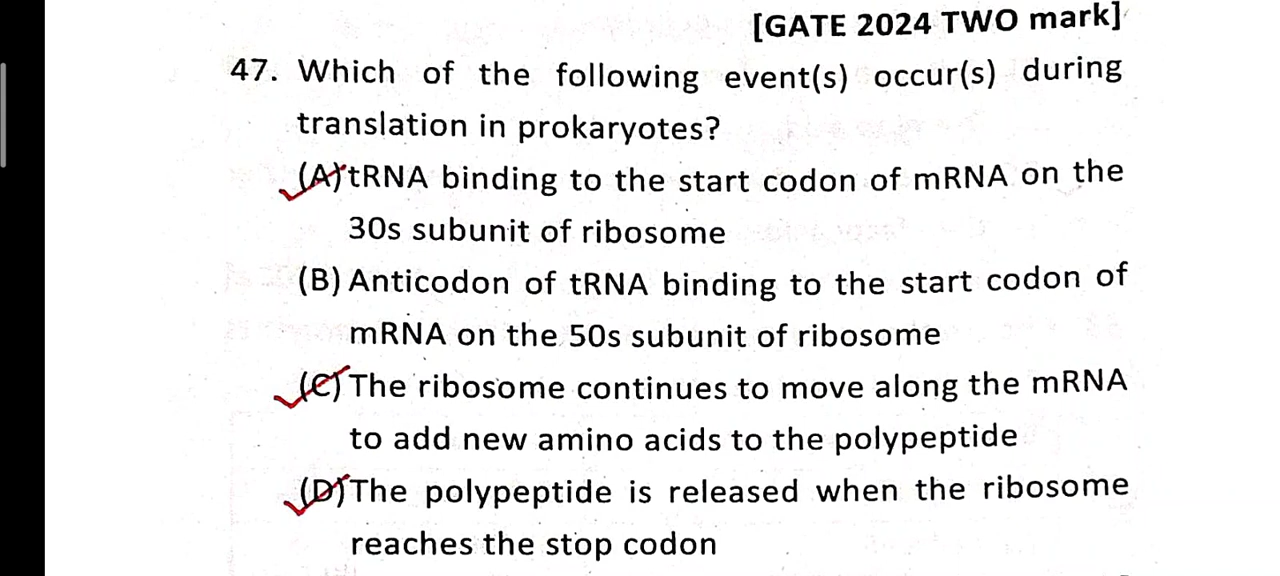 [GATE 2024 TWO mark]
47. Which of the following event(s) occur(s) during
translation in prokaryotes?
(A) tRNA binding to the start codon of mRNA on the
30s subunit of ribosome
(B) Anticodon of tRNA binding to the start codon of
mRNA on the 50s subunit of ribosome
(C) The ribosome continues to move along the mRNA
to add new amino acids to the polypeptide
(D) The polypeptide is released when the ribosome
reaches the stop codon